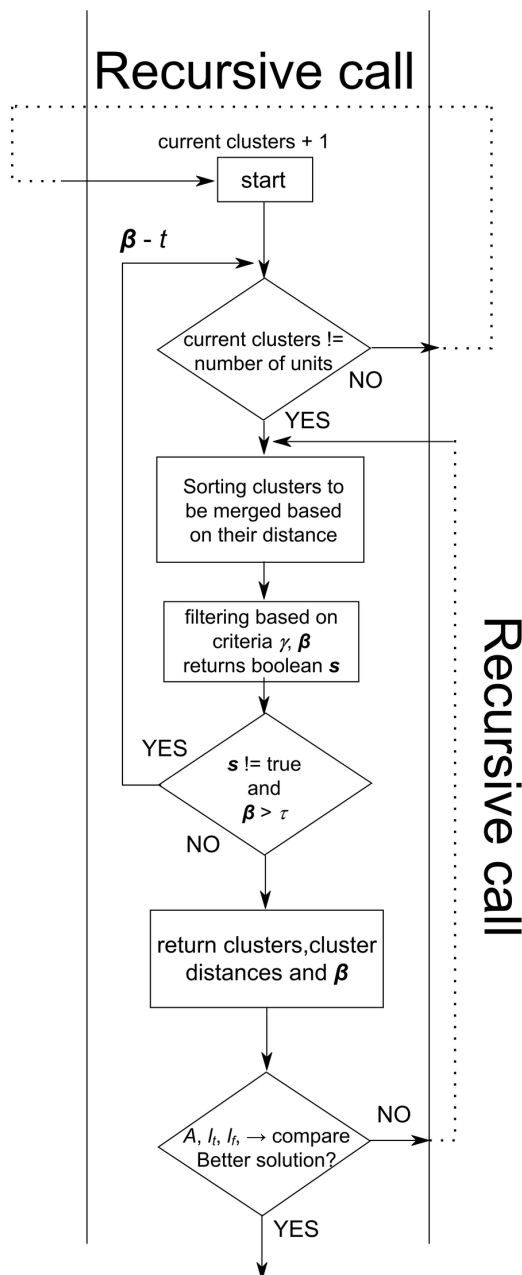 Recursive call
current clusters + 1
start
β - t
current clusters !=
number of units
NO
YES
Sorting clusters to
be merged based
on their distance
filtering based on
criteria γ, β
returns boolean s
YES
s != true
and
β > τ
NO
return clusters,cluster
distances and β
A, Iₜ, I_f, → compare
Better solution?
NO
YES
Recursive call